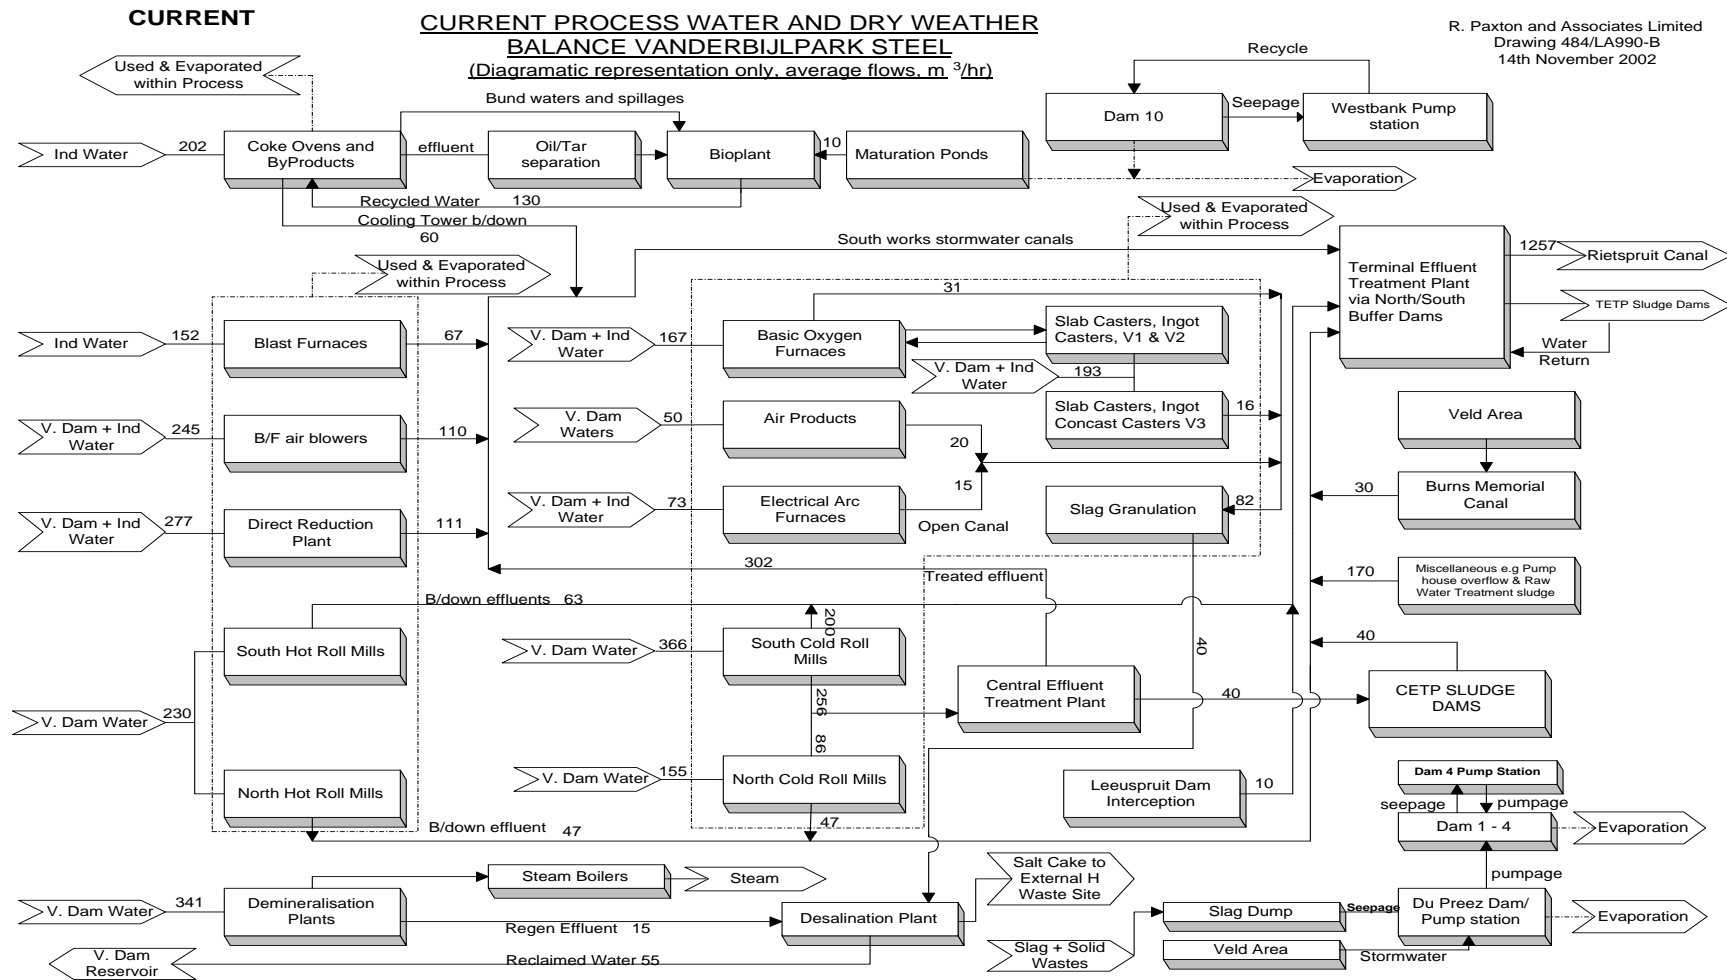 CURRENT
CURRENT PROCESS WATER AND DRY WEATHER
BALANCE VANDERBIJLPARK STEEL
(Diagramatic representation only, average flows, m ³/hr)
R. Paxton and Associates Limited
Drawing 484/LA990-B
14th November 2002
Used & Evaporated
within Process
Bund waters and spillages
Recycle
Ind Water
202
Coke Ovens and
ByProducts
effluent
Oil/Tar
separation
Bioplant
10
Maturation Ponds
Dam 10
Seepage
Westbank Pump
station
Evaporation
Recycled Water 130
Cooling Tower b/down
60
Used & Evaporated
within Process
South works stormwater canals
Used & Evaporated
within Process
Terminal Effluent
Treatment Plant
via North/South
Buffer Dams
1257
Rietspruit Canal
TETP Sludge Dams
Water
Return
Ind Water
152
Blast Furnaces
67
V. Dam + Ind
Water
167
Basic Oxygen
Furnaces
31
Slab Casters, Ingot
Casters, V1 & V2
V. Dam + Ind
Water
193
Slab Casters, Ingot
Concast Casters V3
16
V. Dam + Ind
Water
245
B/F air blowers
110
V. Dam
Waters
50
Air Products
20
15
Veld Area
V. Dam + Ind
Water
277
Direct Reduction
Plant
111
V. Dam + Ind
Water
73
Electrical Arc
Furnaces
Open Canal
Slag Granulation
82
30
Burns Memorial
Canal
302
Treated effluent
170
Miscellaneous e.g Pump
house overflow & Raw
Water Treatment sludge
B/down effluents 63
200
South Hot Roll Mills
V. Dam Water
366
South Cold Roll
Mills
256
40
40
V. Dam Water
230
Central Effluent
Treatment Plant
40
CETP SLUDGE
DAMS
86
North Hot Roll Mills
V. Dam Water
155
North Cold Roll Mills
47
Leeuspruit Dam
Interception
10
Dam 4 Pump Station
seepage
pumpage
B/down effluent 47
Dam 1 - 4
Evaporation
pumpage
V. Dam Water
341
Demineralisation
Plants
Steam Boilers
Steam
Regen Effluent 15
Desalination Plant
Salt Cake to
External H
Waste Site
Slag Dump
Seepage
Du Preez Dam/
Pump station
Evaporation
V. Dam
Reservoir
Reclaimed Water 55
Slag + Solid
Wastes
Veld Area
Stormwater